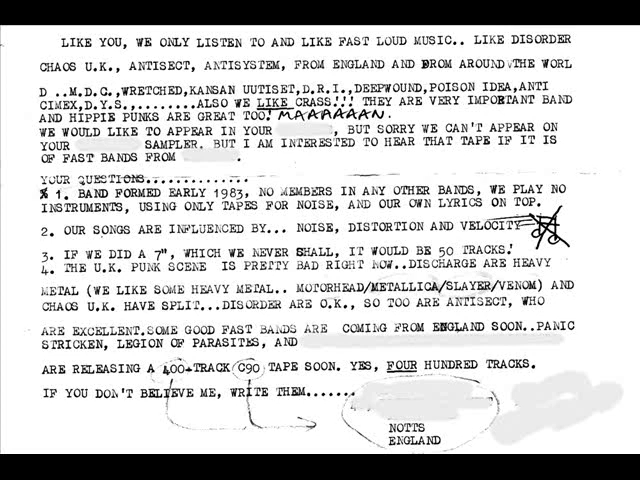 LIKE YOU, WE ONLY LISTEN TO AND LIKE FAST LOUD MUSIC.. LIKE DISORDER
CHAOS U.K., ANTISECT, ANTISYSTEM, FROM ENGLAND AND FROM AROUND THE WORL
D ..M.D.C,WRETCHED,KANSAN UUTISET,D.R.I.,DEEPWOUND,POISON IDEA,ANTI
CIMEX,D.Y.S.,........ALSO WE LIKE CRASS!!! THEY ARE VERY IMPORTANT BAND
AND HIPPIE PUNKS ARE GREAT TOO! MAAAAAAN.
WE WOULD LIKE TO APPEAR IN YOUR , BUT SORRY WE CAN'T APPEAR ON
YOUR SAMPLER. BUT I AM INTERESTED TO HEAR THAT TAPE IF IT IS
OF FAST BANDS FROM .
YOUR QUESTIONS...............
1. BAND FORMED EARLY 1983, NO MEMBERS IN ANY OTHER BANDS, WE PLAY NO
INSTRUMENTS, USING ONLY TAPES FOR NOISE, AND OUR OWN LYRICS ON TOP.
2. OUR SONGS ARE INFLUENCED BY... NOISE, DISTORTION AND VELOCITY
3. IF WE DID A 7", WHICH WE NEVER SHALL, IT WOULD BE 50 TRACKS!
4. THE U.K. PUNK SCENE IS PRETTY BAD RIGHT NOW..DISCHARGE ARE HEAVY
METAL (WE LIKE SOME HEAVY METAL.. MOTORHEAD/METALLICA/SLAYER/VENOM) AND
CHAOS U.K. HAVE SPLIT...DISORDER ARE O.K., SO TOO ARE ANTISECT, WHO
ARE EXCELLENT.SOME GOOD FAST BANDS ARE COMING FROM ENGLAND SOON..PANIC
STRICKEN, LEGION OF PARASITES, AND
ARE RELEASING A 400+TRACK C90 TAPE SOON. YES, FOUR HUNDRED TRACKS.
IF YOU DON'T BELIEVE ME, WRITE THEM.......
NOTTS
ENGLAND